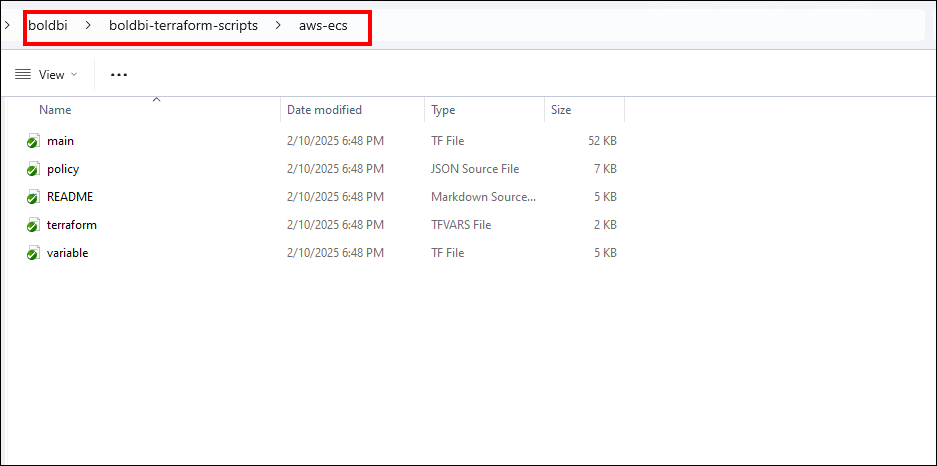 boldbi > boldbi-terraform-scripts > aws-ecs
View
Name Date modified Type Size
main 2/10/2025 6:48 PM TF File 52 KB
policy 2/10/2025 6:48 PM JSON Source File 7 KB
README 2/10/2025 6:48 PM Markdown Source... 5 KB
terraform 2/10/2025 6:48 PM TFVARS File 2 KB
variable 2/10/2025 6:48 PM TF File 5 KB